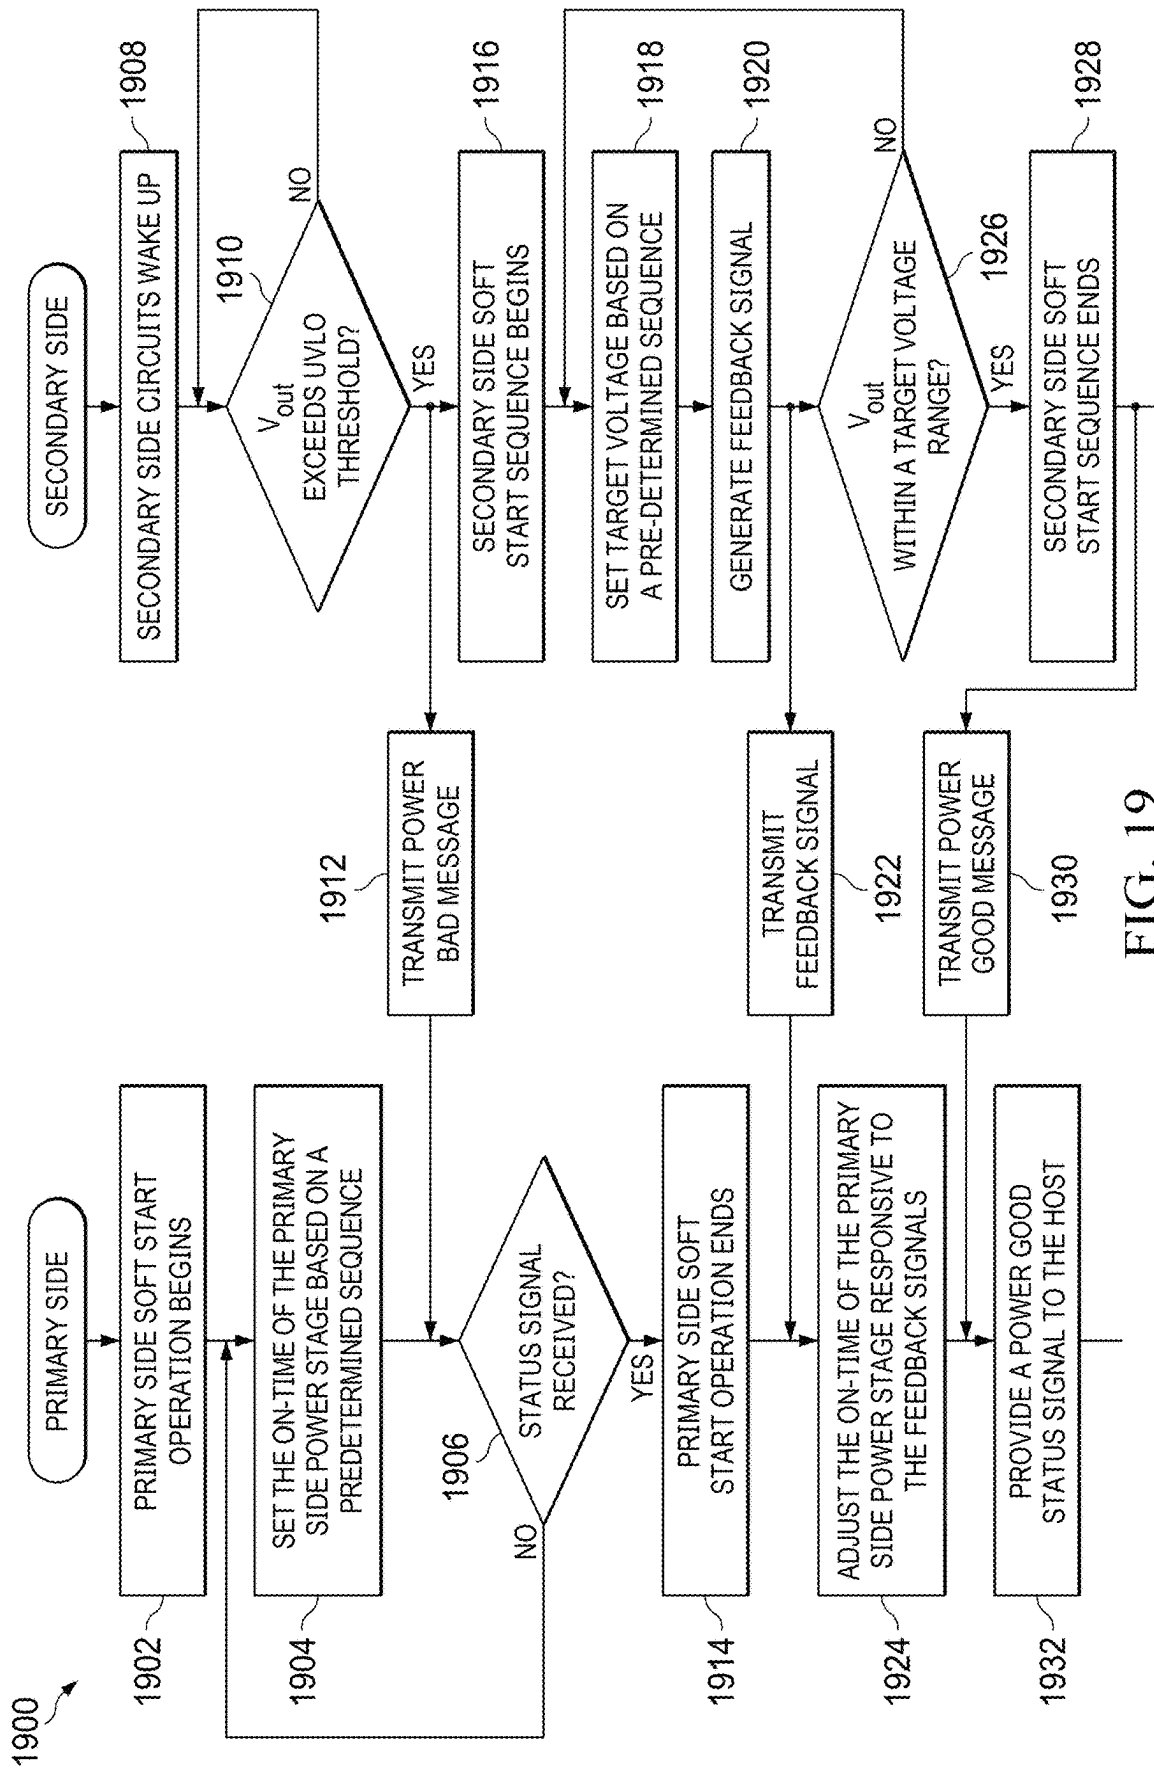 1900
PRIMARY SIDE
1902
PRIMARY SIDE SOFT START
OPERATION BEGINS
1904
SET THE ON-TIME OF THE PRIMARY
SIDE POWER STAGE BASED ON A
PREDETERMINED SEQUENCE
1906
STATUS SIGNAL
RECEIVED?
NO
YES
1914
PRIMARY SIDE SOFT
START OPERATION ENDS
1924
ADJUST THE ON-TIME OF THE PRIMARY
SIDE POWER STAGE RESPONSIVE TO
THE FEEDBACK SIGNALS
1932
PROVIDE A POWER GOOD
STATUS SIGNAL TO THE HOST
1912
TRANSMIT POWER
BAD MESSAGE
TRANSMIT
FEEDBACK SIGNAL
1922
TRANSMIT POWER
GOOD MESSAGE
1930
SECONDARY SIDE
1908
SECONDARY SIDE CIRCUITS WAKE UP
1910
Vout
EXCEEDS UVLO
THRESHOLD?
NO
YES
1916
SECONDARY SIDE SOFT
START SEQUENCE BEGINS
1918
SET TARGET VOLTAGE BASED ON
A PRE-DETERMINED SEQUENCE
1920
GENERATE FEEDBACK SIGNAL
Vout
WITHIN A TARGET VOLTAGE
RANGE?
1926
NO
YES
1928
SECONDARY SIDE SOFT
START SEQUENCE ENDS
FIG. 19